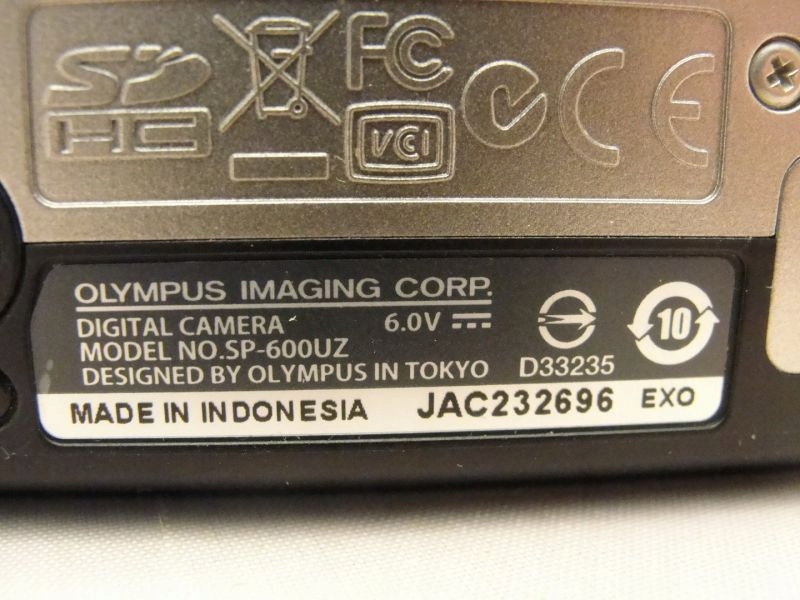 SD
HC
FC
VCI
CE
OLYMPUS IMAGING CORP.
DIGITAL CAMERA 6.0V
MODEL NO.SP-600UZ
DESIGNED BY OLYMPUS IN TOKYO
D33235
10
MADE IN INDONESIA JAC232696 EXO